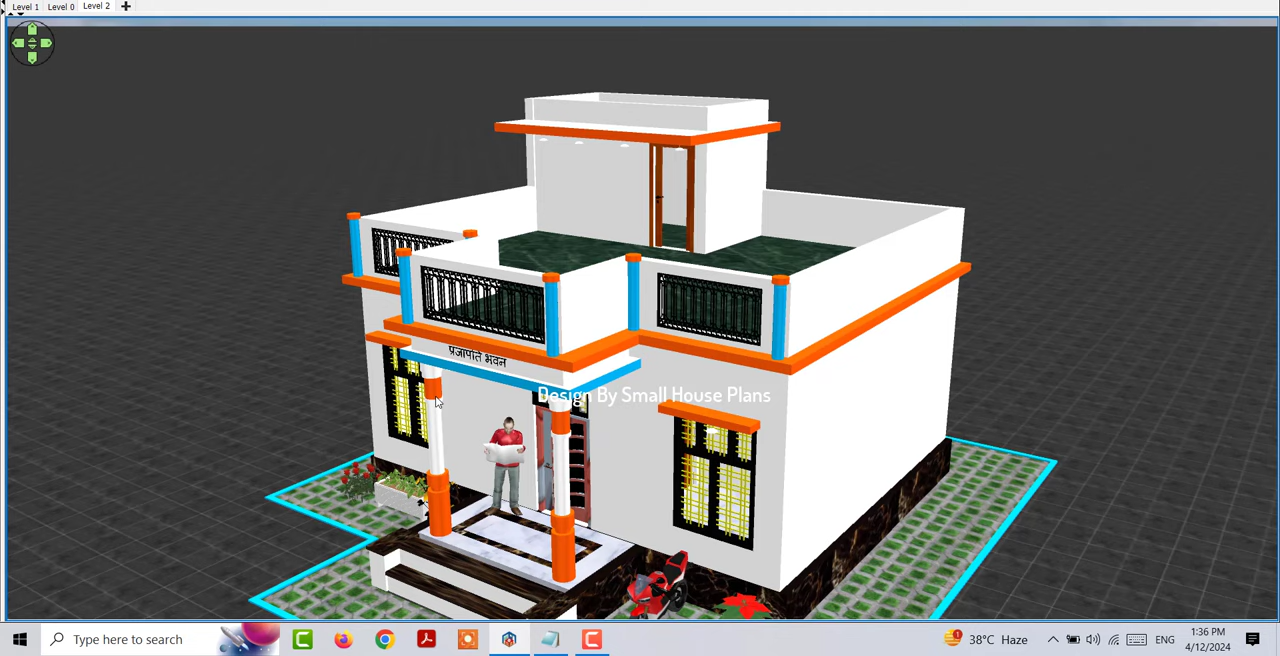 Level 1 Level 0 Level 2
प्रजापति भवन
Design By Small House Plans
Type here to search
38°C Haze
ENG
1:36 PM
4/12/2024